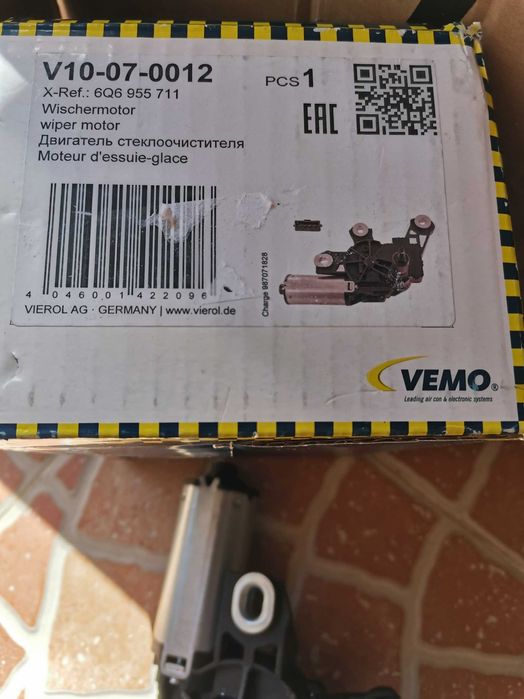 V10-07-0012
PCS 1
X-Ref.: 6Q6 955 711
Wischermotor
wiper motor
Двигатель стеклоочистителя
Moteur d'essuie-glace
EAC
4 046001 422096
Charge 987071828
VIEROL AG · GERMANY | www.vierol.de
VEMO®
Leading air con & electronic systems